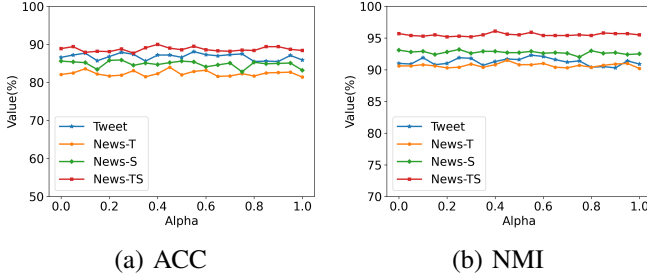 100
90
80
70
60
50
Value(%)
Tweet
News-T
News-S
News-TS
0.0 0.2 0.4 0.6 0.8 1.0
Alpha
(a) ACC
100
95
90
85
80
75
70
Value(%)
Tweet
News-T
News-S
News-TS
0.0 0.2 0.4 0.6 0.8 1.0
Alpha
(b) NMI